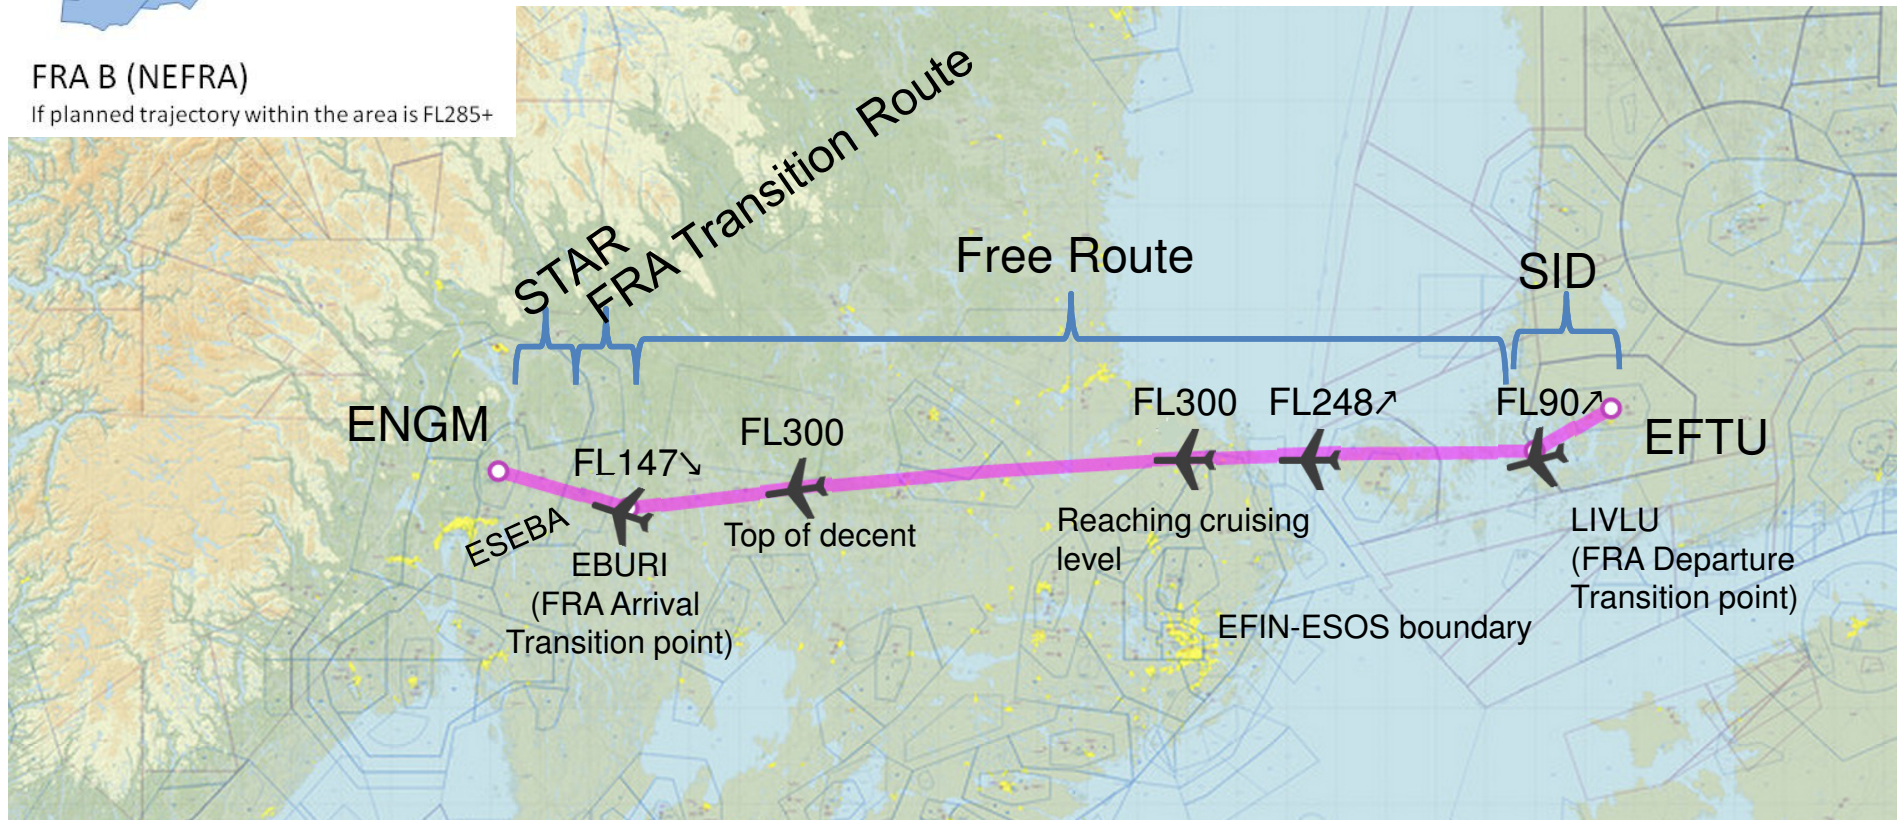 FRA B (NEFRA)
If planned trajectory within the area is FL285+
STAR
FRA Transition Route
Free Route
SID
ENGM
FL147↘
FL300
FL300
FL248↗
FL90↗
EFTU
ESEBA
EBURI
(FRA Arrival
Transition point)
Top of decent
Reaching cruising
level
EFIN-ESOS boundary
LIVLU
(FRA Departure
Transition point)